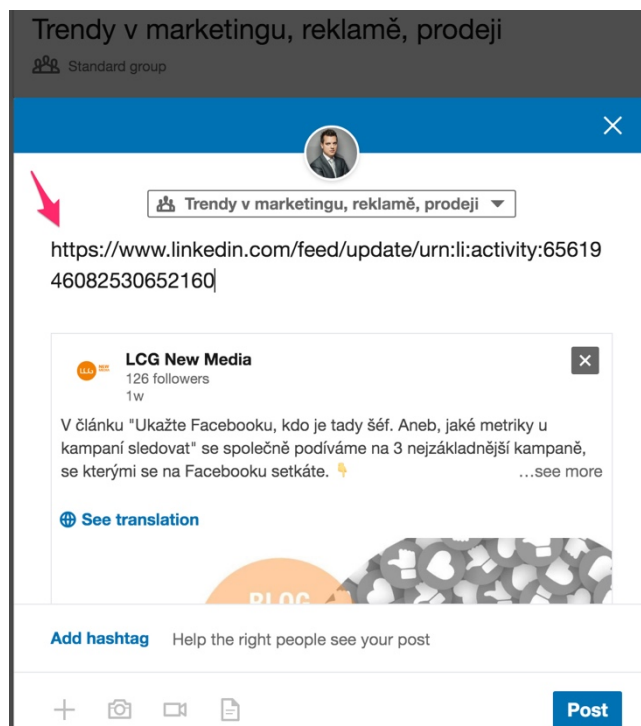 Trendy v marketingu, reklamě, prodeji
Standard group
Trendy v marketingu, reklamě, prodeji
https://www.linkedin.com/feed/update/urn:li:activity:65619
46082530652160
LCG New Media
126 followers
1w
V článku "Ukažte Facebooku, kdo je tady šéf. Aneb, jaké metriky u
kampaní sledovat" se společně podíváme na 3 nejzákladnější kampaně,
se kterými se na Facebooku setkáte. 👇 …see more
See translation
BLOG
Add hashtag Help the right people see your post
Post